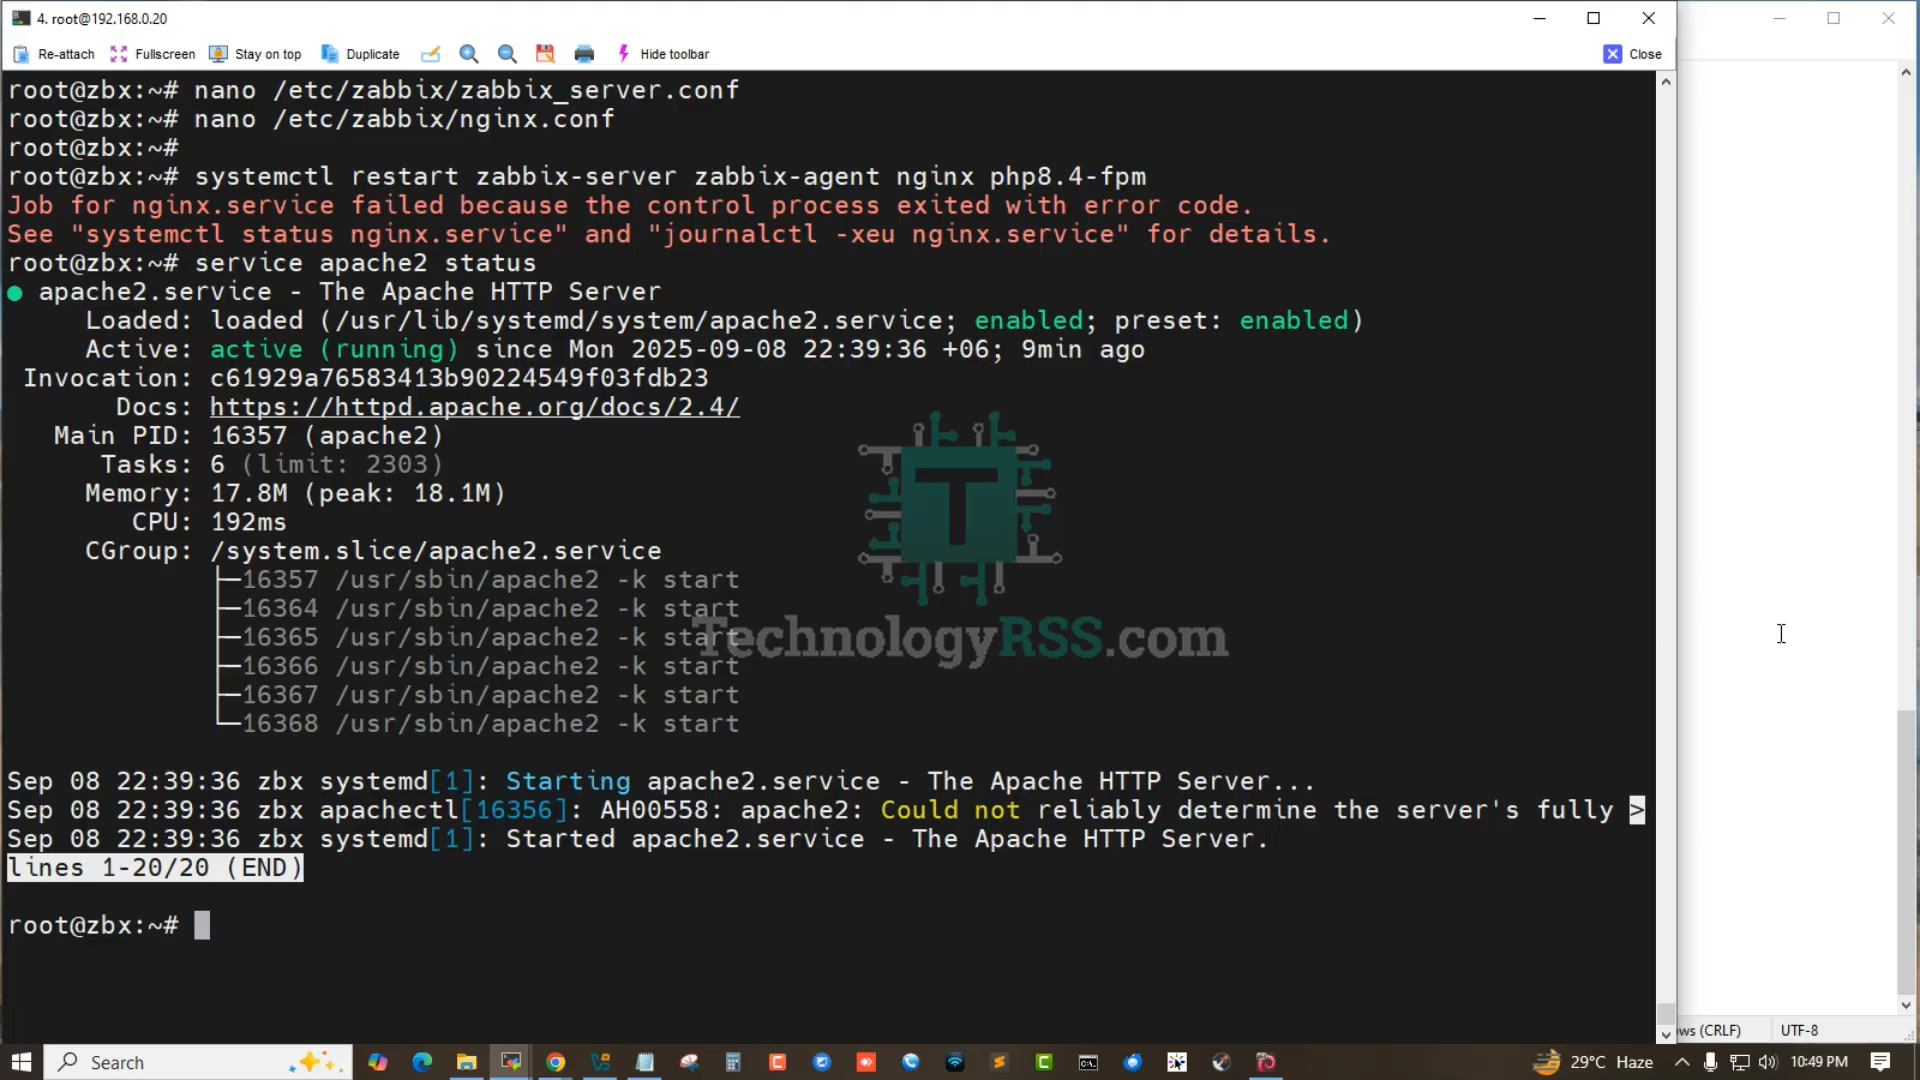 4. root@192.168.0.20
Re-attach Fullscreen Stay on top Duplicate Hide toolbar Close
root@zbx:~# nano /etc/zabbix/zabbix_server.conf
root@zbx:~# nano /etc/zabbix/nginx.conf
root@zbx:~#
root@zbx:~# systemctl restart zabbix-server zabbix-agent nginx php8.4-fpm
Job for nginx.service failed because the control process exited with error code.
See "systemctl status nginx.service" and "journalctl -xeu nginx.service" for details.
root@zbx:~# service apache2 status
● apache2.service - The Apache HTTP Server
Loaded: loaded (/usr/lib/systemd/system/apache2.service; enabled; preset: enabled)
Active: active (running) since Mon 2025-09-08 22:39:36 +06; 9min ago
Invocation: c61929a76583413b90224549f03fdb23
Docs: https://httpd.apache.org/docs/2.4/
Main PID: 16357 (apache2)
Tasks: 6 (limit: 2303)
Memory: 17.8M (peak: 18.1M)
CPU: 192ms
CGroup: /system.slice/apache2.service
├─16357 /usr/sbin/apache2 -k start
├─16364 /usr/sbin/apache2 -k start
├─16365 /usr/sbin/apache2 -k start
├─16366 /usr/sbin/apache2 -k start
├─16367 /usr/sbin/apache2 -k start
└─16368 /usr/sbin/apache2 -k start
T
TechnologyRSS.com
Sep 08 22:39:36 zbx systemd[1]: Starting apache2.service - The Apache HTTP Server...
Sep 08 22:39:36 zbx apachectl[16356]: AH00558: apache2: Could not reliably determine the server's fully >
Sep 08 22:39:36 zbx systemd[1]: Started apache2.service - The Apache HTTP Server.
lines 1-20/20 (END)
root@zbx:~#
ws (CRLF) UTF-8
Search 29°C Haze 10:49 PM